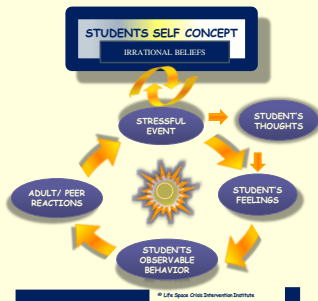 STUDENTS SELF CONCEPT
IRRATIONAL BELIEFS
STRESSFUL
EVENT
STUDENT'S
THOUGHTS
STUDENT'S
FEELINGS
ADULT/ PEER
REACTIONS
STUDENTS
OBSERVABLE
BEHAVIOR
© Life Space Crisis Intervention Institute